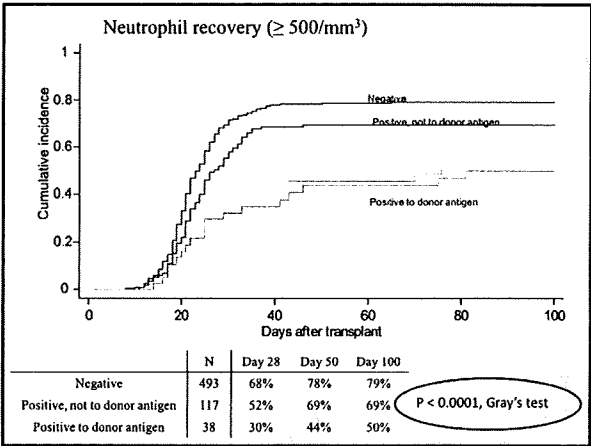 Neutrophil recovery (≥ 500/mm³)
Cumulative incidence
1
0.8
0.6
0.4
0.2
0
Negative
Positive, not to donor antigen
Positive to donor antigen
0 20 40 60 80 100
Days after transplant
N Day 28 Day 50 Day 100
Negative 493 68% 78% 79%
Positive, not to donor antigen 117 52% 69% 69%
Positive to donor antigen 38 30% 44% 50%
P < 0.0001, Gray's test